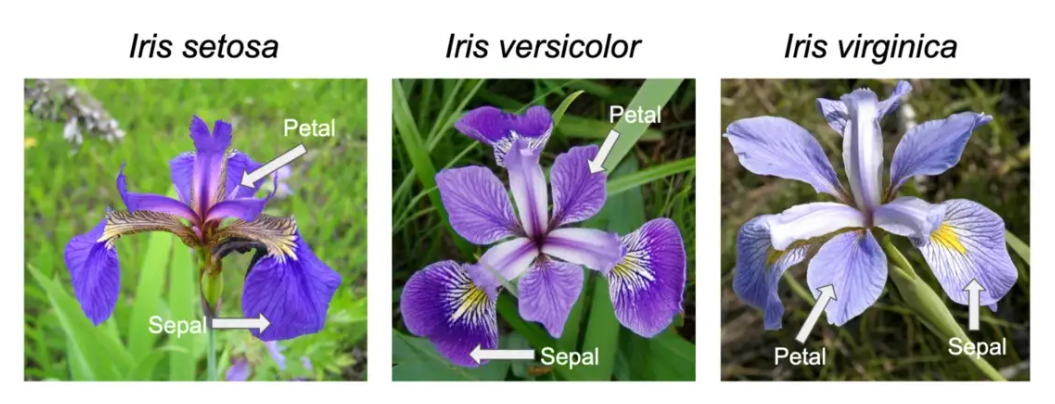 Iris setosa
Iris versicolor
Iris virginica
Petal
Sepal
Petal
Sepal
Petal
Sepal